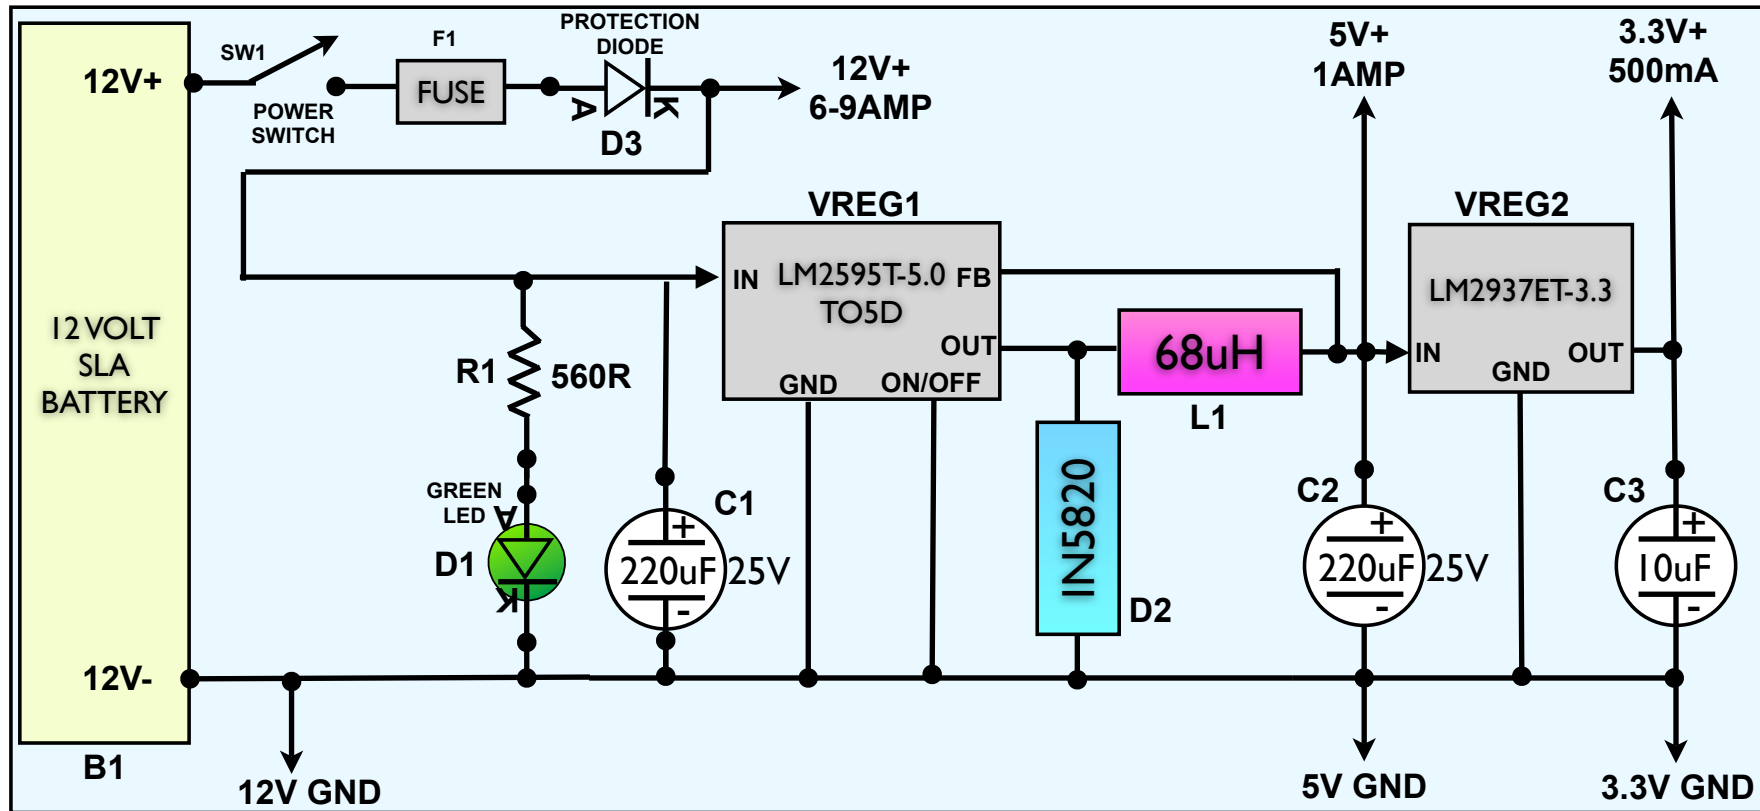 12V+
SW1
POWER
SWITCH
F1
FUSE
PROTECTION
DIODE
A
K
D3
12V+
6-9AMP
5V+
1AMP
3.3V+
500mA
12 VOLT
SLA
BATTERY
12V-
B1
12V GND
R1
560R
GREEN
LED
A
D1
K
C1
+
220uF 25V
-
VREG1
IN
LM2595T-5.0
TO5D
FB
OUT
GND
ON/OFF
68uH
L1
IN5820
D2
C2
+
220uF 25V
-
5V GND
VREG2
LM2937ET-3.3
IN
OUT
GND
C3
+
10uF
-
3.3V GND